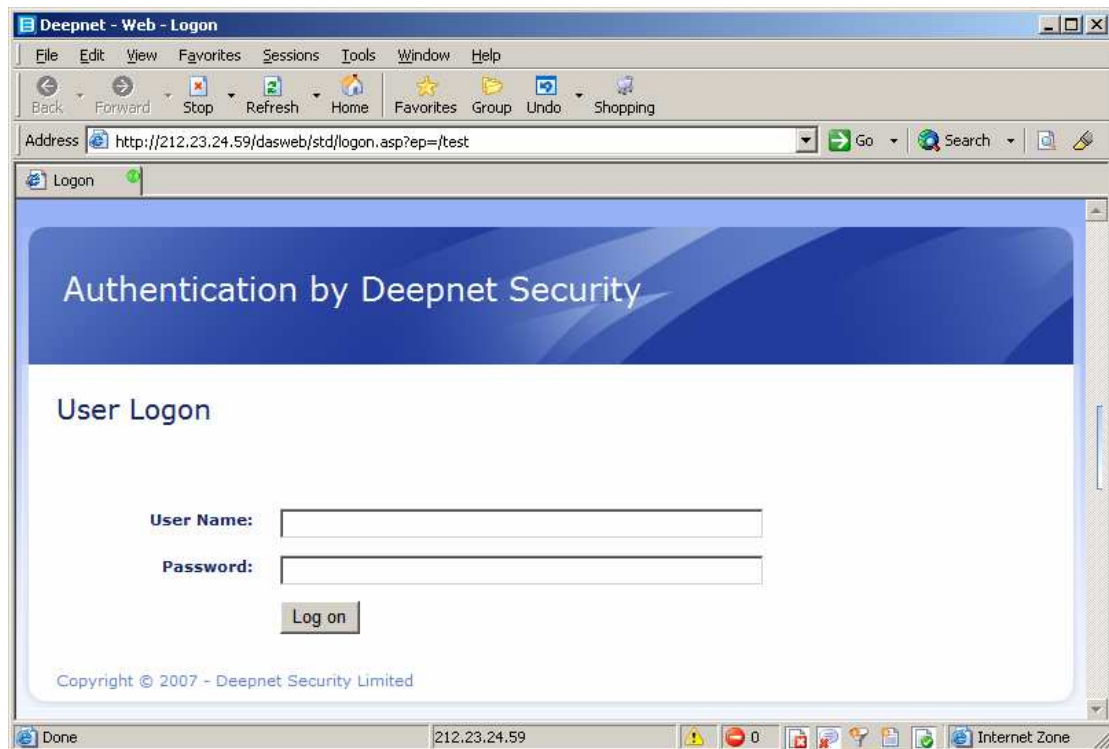 Deepnet - Web - Logon
File Edit View Favorites Sessions Tools Window Help
Back Forward Stop Refresh Home Favorites Group Undo Shopping
Address http://212.23.24.59/dasweb/std/logon.asp?ep=/test Go Search
Logon
Authentication by Deepnet Security
User Logon
User Name:
Password:
Log on
Copyright © 2007 - Deepnet Security Limited
Done 212.23.24.59 0 Internet Zone